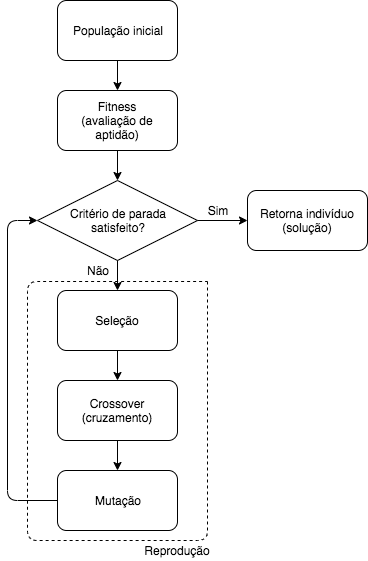 População inicial
Fitness
(avaliação de
aptidão)
Critério de parada
satisfeito?
Sim
Retorna indivíduo
(solução)
Não
Seleção
Crossover
(cruzamento)
Mutação
Reprodução